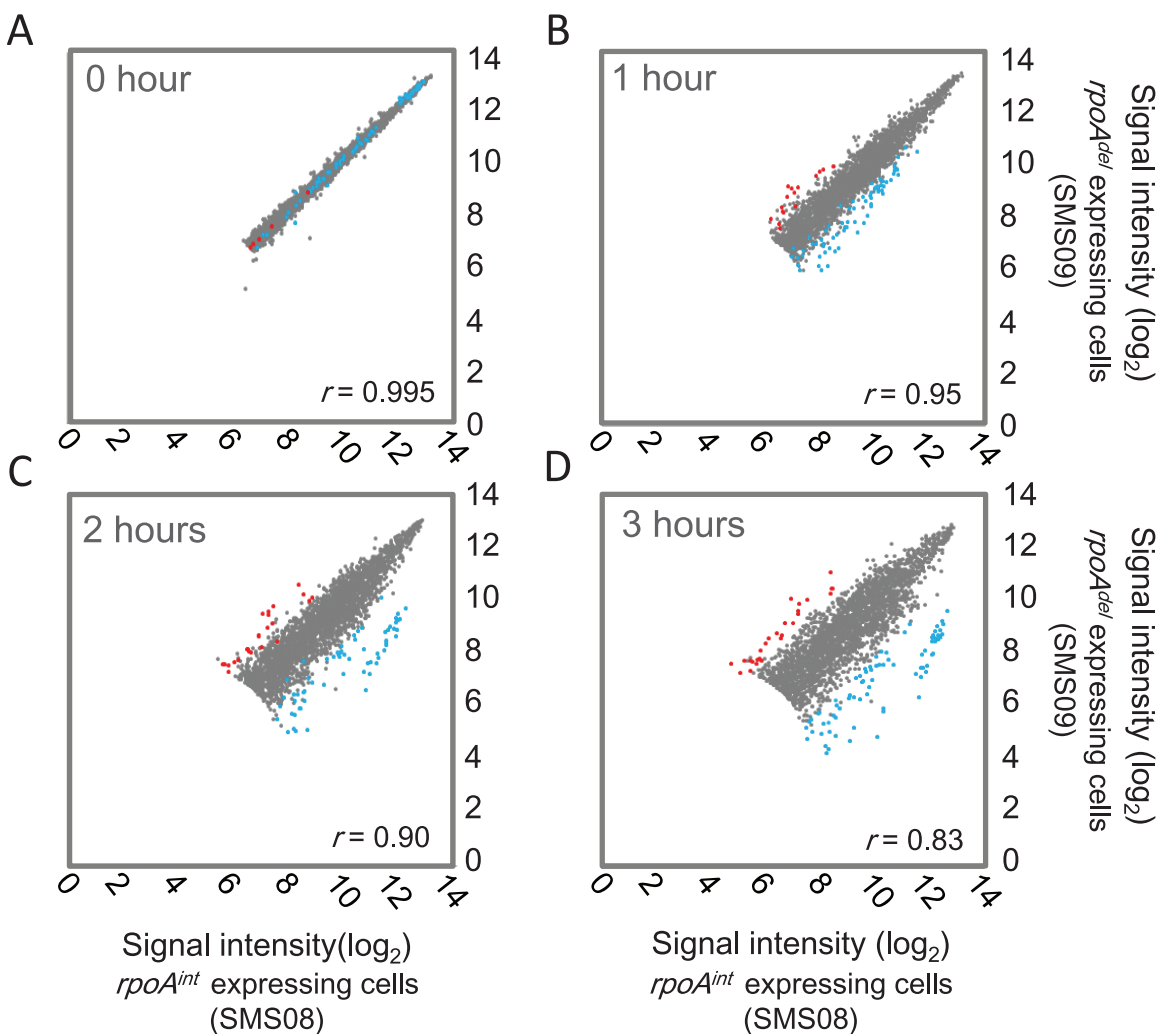 A
0 hour
r = 0.995
14
12
10
8
6
4
2
0
0 2 4 6 8 10 12 14
B
1 hour
r = 0.95
14
12
10
8
6
4
2
0
0 2 4 6 8 10 12 14
Signal intensity (log2)
rpoAdel expressing cells
(SMS09)
C
2 hours
r = 0.90
14
12
10
8
6
4
2
0
0 2 4 6 8 10 12
Signal intensity(log2)
rpoAint expressing cells
(SMS08)
D
3 hours
r = 0.83
14
12
10
8
6
4
2
0
0 2 4 6 8 10 12 14
Signal intensity (log2)
rpoAint expressing cells
(SMS08)
Signal intensity (log2)
rpoAdel expressing cells
(SMS09)